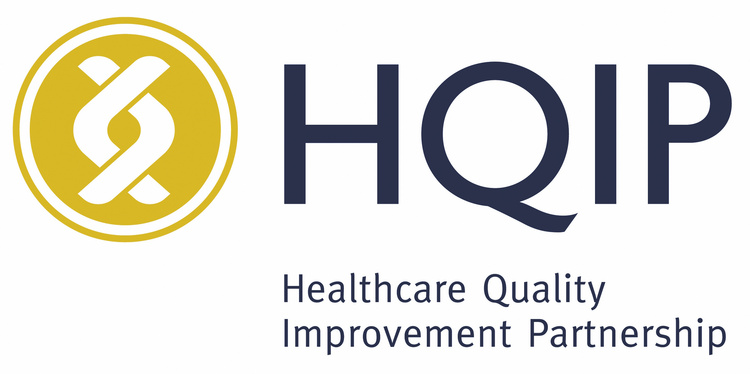 HQIP
Healthcare Quality
Improvement Partnership